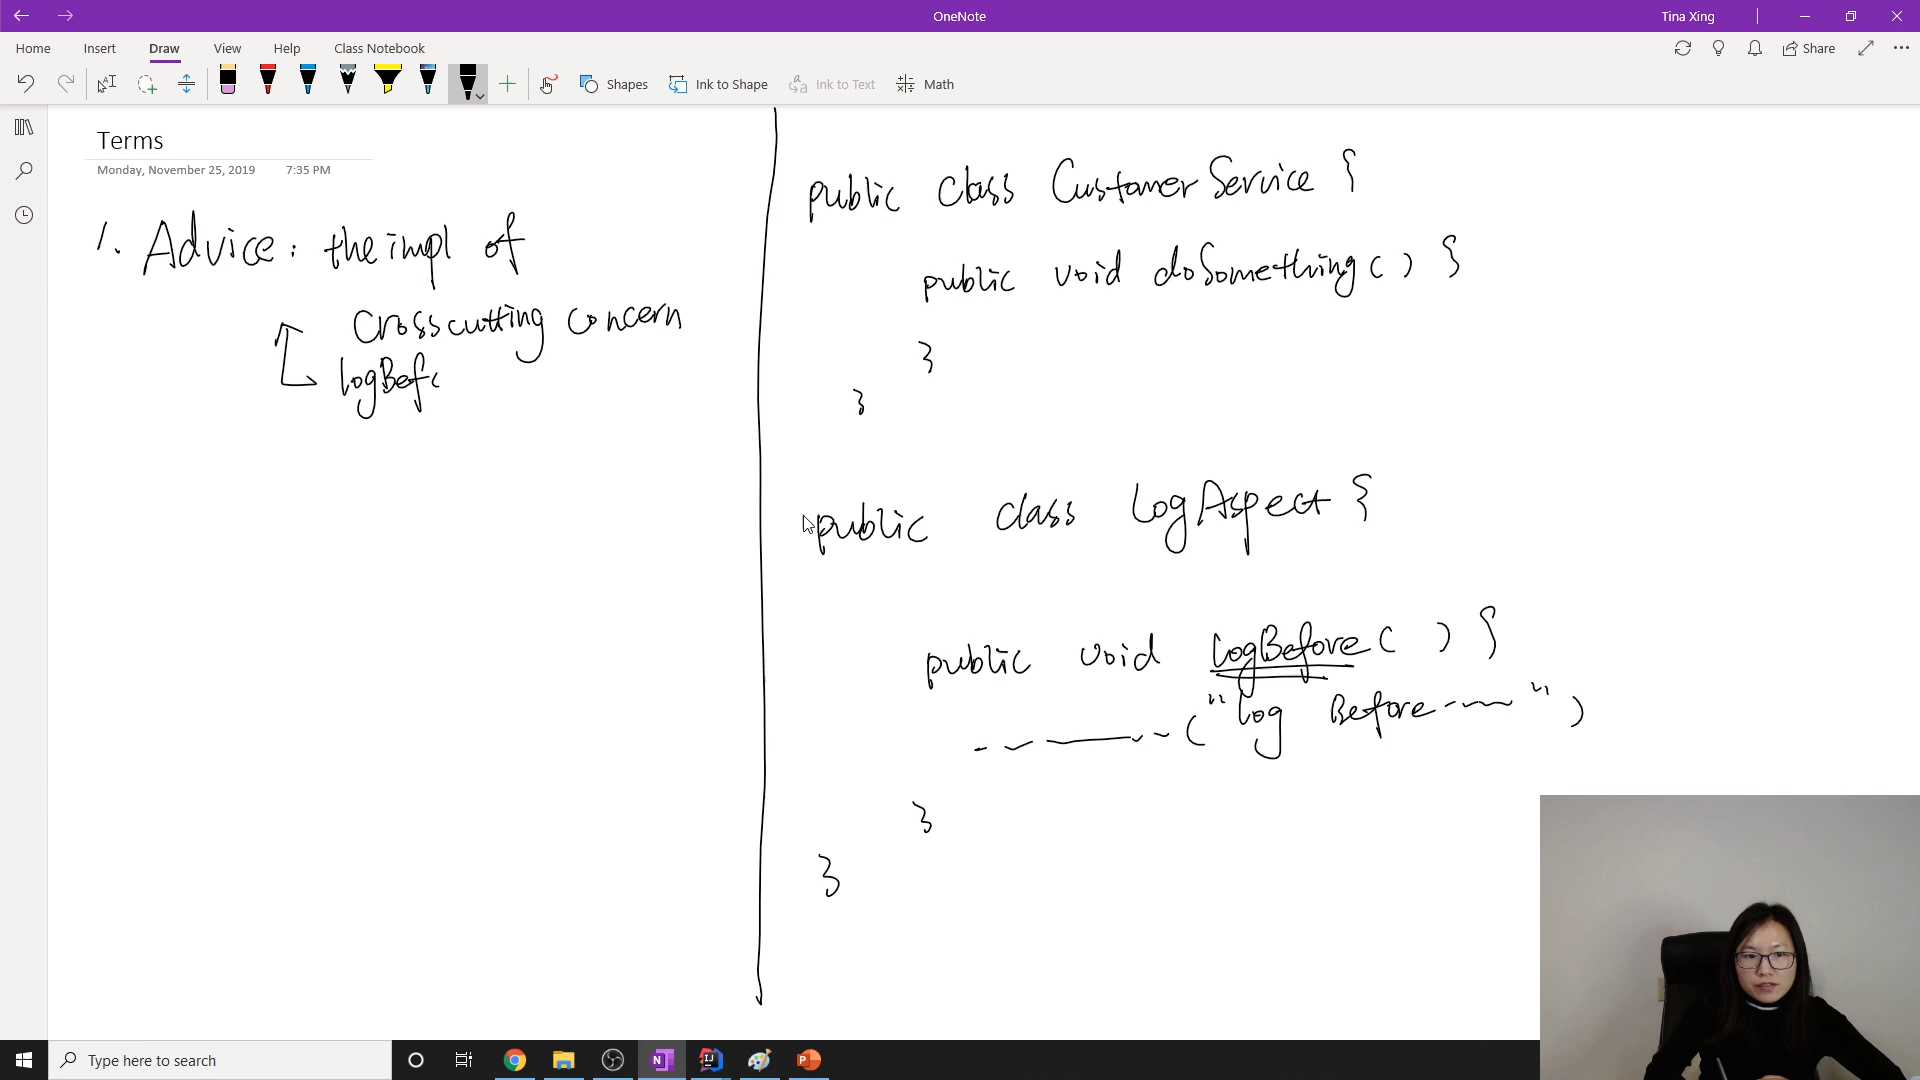 OneNote
Tina Xing
Home Insert Draw View Help Class Notebook
Share
Shapes Ink to Shape Ink to Text Math
Terms
Monday, November 25, 2019 7:35 PM
1. Advice: the impl of
Crosscutting concern
logBefo
public class CustomerService {
public void doSomething() {
}
}
public class LogAspect {
public void logBefore( ) {
("log Before----")
}
}
Type here to search